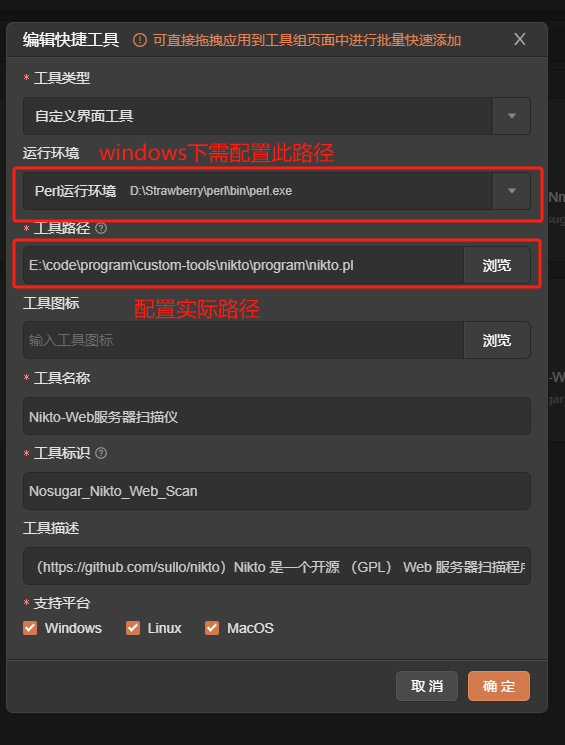 编辑快捷工具 可直接拖拽应用到工具组页面中进行批量快速添加
* 工具类型
自定义界面工具
运行环境 windows下需配置此路径
Perl运行环境 D:\Strawberry\perl\bin\perl.exe
* 工具路径
E:\code\program\custom-tools\nikto\program\nikto.pl 浏览
工具图标 配置实际路径
输入工具图标 浏览
* 工具名称
Nikto-Web服务器扫描仪
* 工具标识
Nosugar_Nikto_Web_Scan
工具描述
（https://github.com/sullo/nikto）Nikto 是一个开源 （GPL） Web 服务器扫描程
* 支持平台
Windows Linux MacOS
取 消 确 定